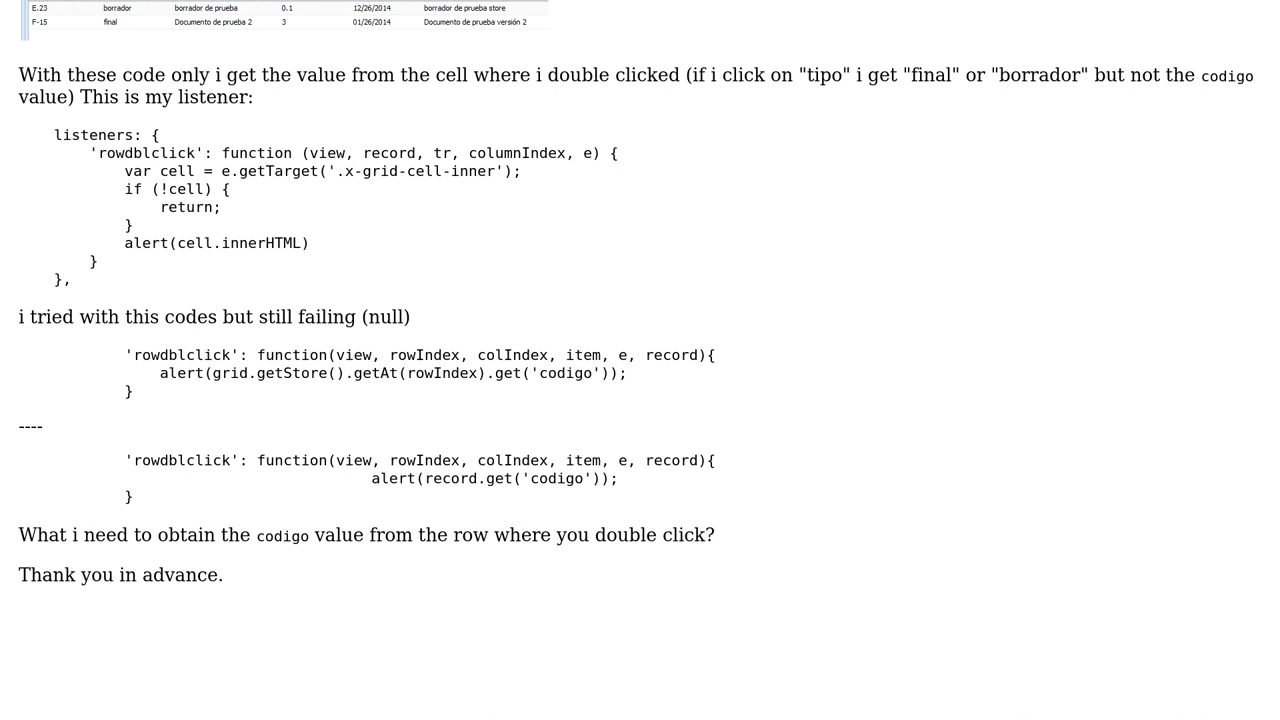 E.23 borrador borrador de prueba 0.1 12/26/2014 borrador de prueba store
F-15 final Documento de prueba 2 3 01/26/2014 Documento de prueba versión 2
With these code only i get the value from the cell where i double clicked (if i click on "tipo" i get "final" or "borrador" but not the codigo
value) This is my listener:
listeners: {
'rowdblclick': function (view, record, tr, columnIndex, e) {
var cell = e.getTarget('.x-grid-cell-inner');
if (!cell) {
return;
}
alert(cell.innerHTML)
}
},
i tried with this codes but still failing (null)
'rowdblclick': function(view, rowIndex, colIndex, item, e, record){
alert(grid.getStore().getAt(rowIndex).get('codigo'));
}
----
'rowdblclick': function(view, rowIndex, colIndex, item, e, record){
alert(record.get('codigo'));
}
What i need to obtain the codigo value from the row where you double click?
Thank you in advance.